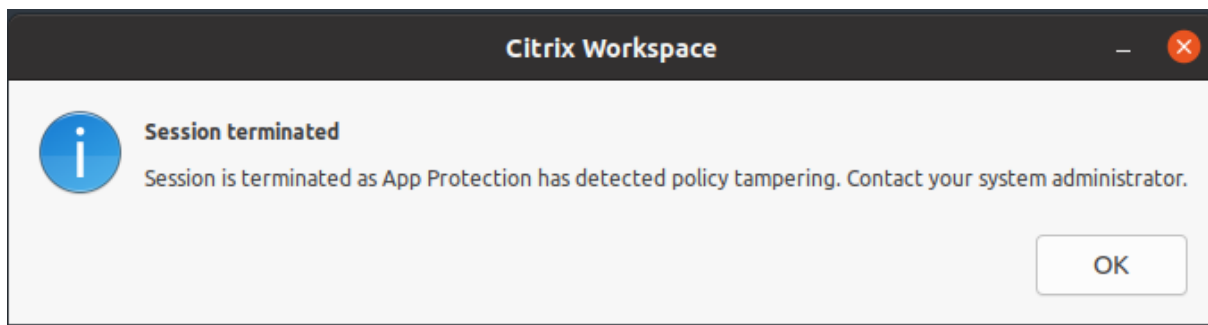 Citrix Workspace
Session terminated
Session is terminated as App Protection has detected policy tampering. Contact your system administrator.
OK